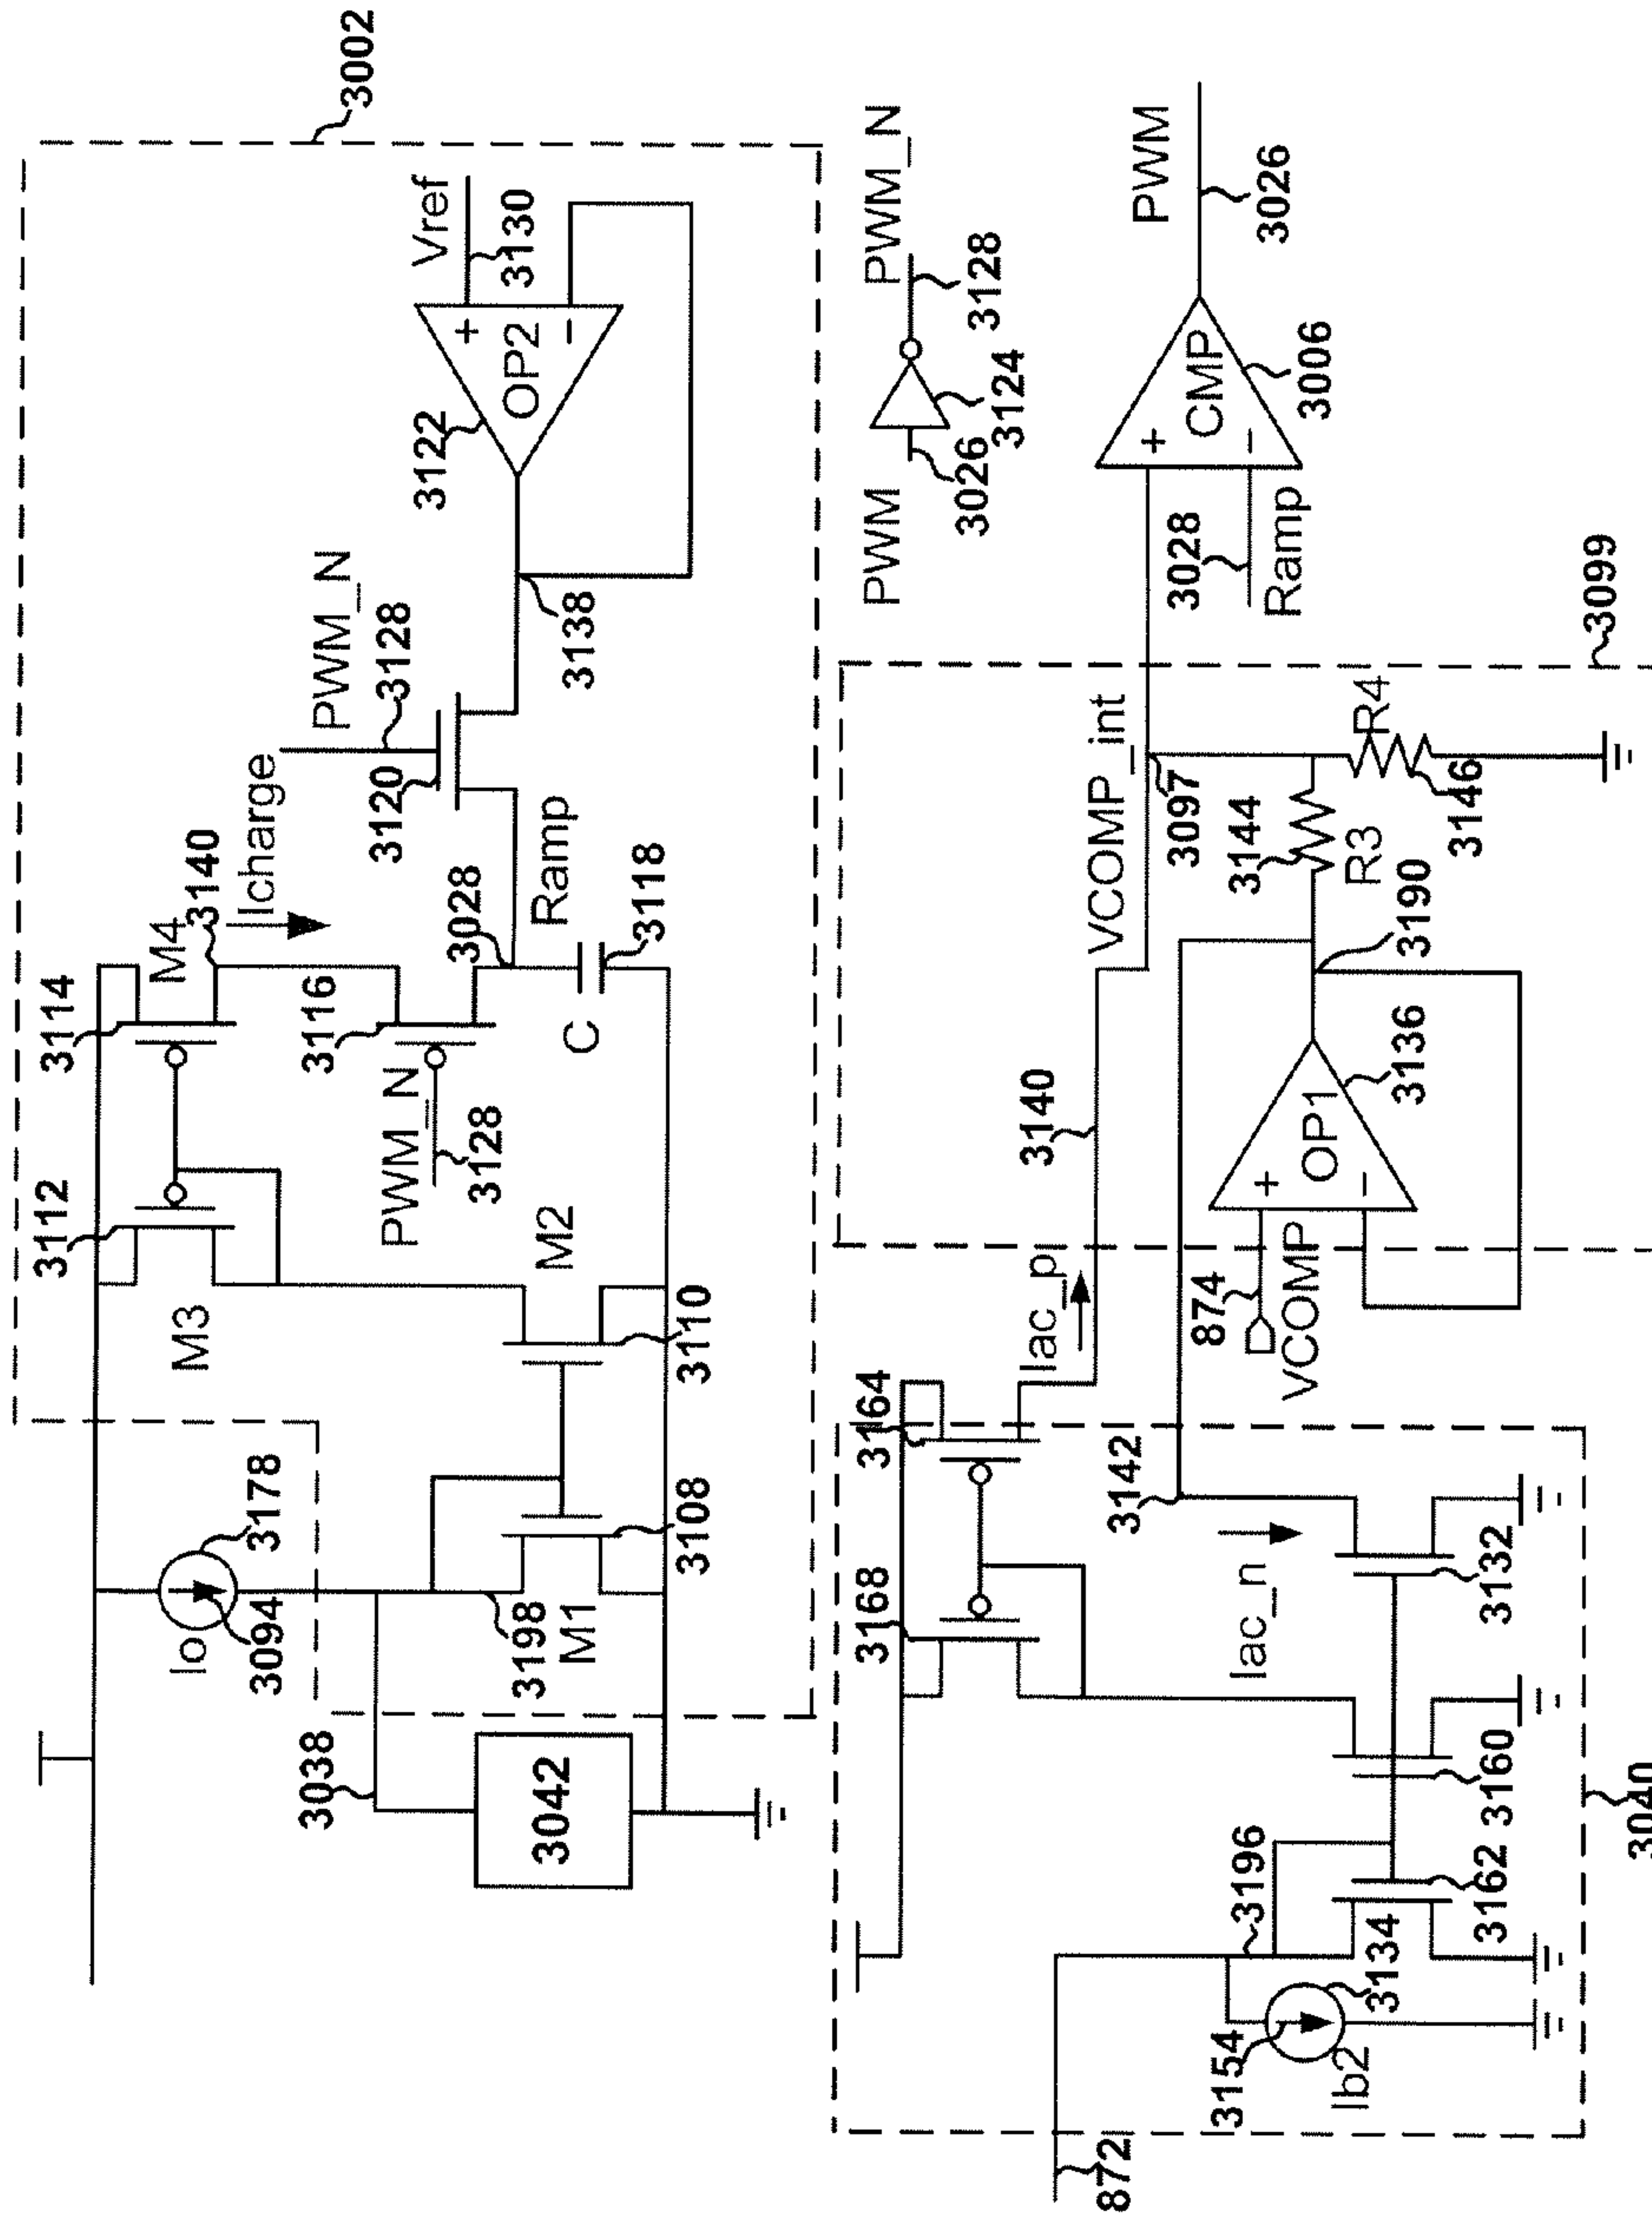 3002
Vref
3130
+
OP2
−
3122
3138
PWM_N
3128
3120
Icharge
3140
M4
3114
3116
3028
Ramp
3118
C
PWM_N
3128
3112
M3
M2
3110
3178
Io
3094
3198
M1
3108
3038
3042
PWM
3026
3124
PWM_N
3128
PWM
3026
+
CMP
−
3006
3028
Ramp
3099
VCOMP_int
3097
R4
3146
3144
R3
3190
3140
OP1
+
−
3136
874
VCOMP
Iac_p
3164
3168
3142
Iac_n
3132
3160
3196
3162
3134
3154
Ib2
872
3040